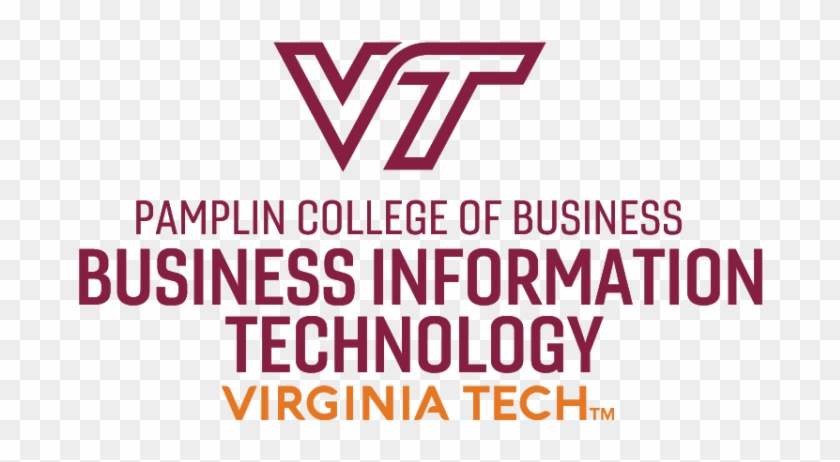 VT
PAMPLIN COLLEGE OF BUSINESS
BUSINESS INFORMATION
TECHNOLOGY
VIRGINIA TECH™